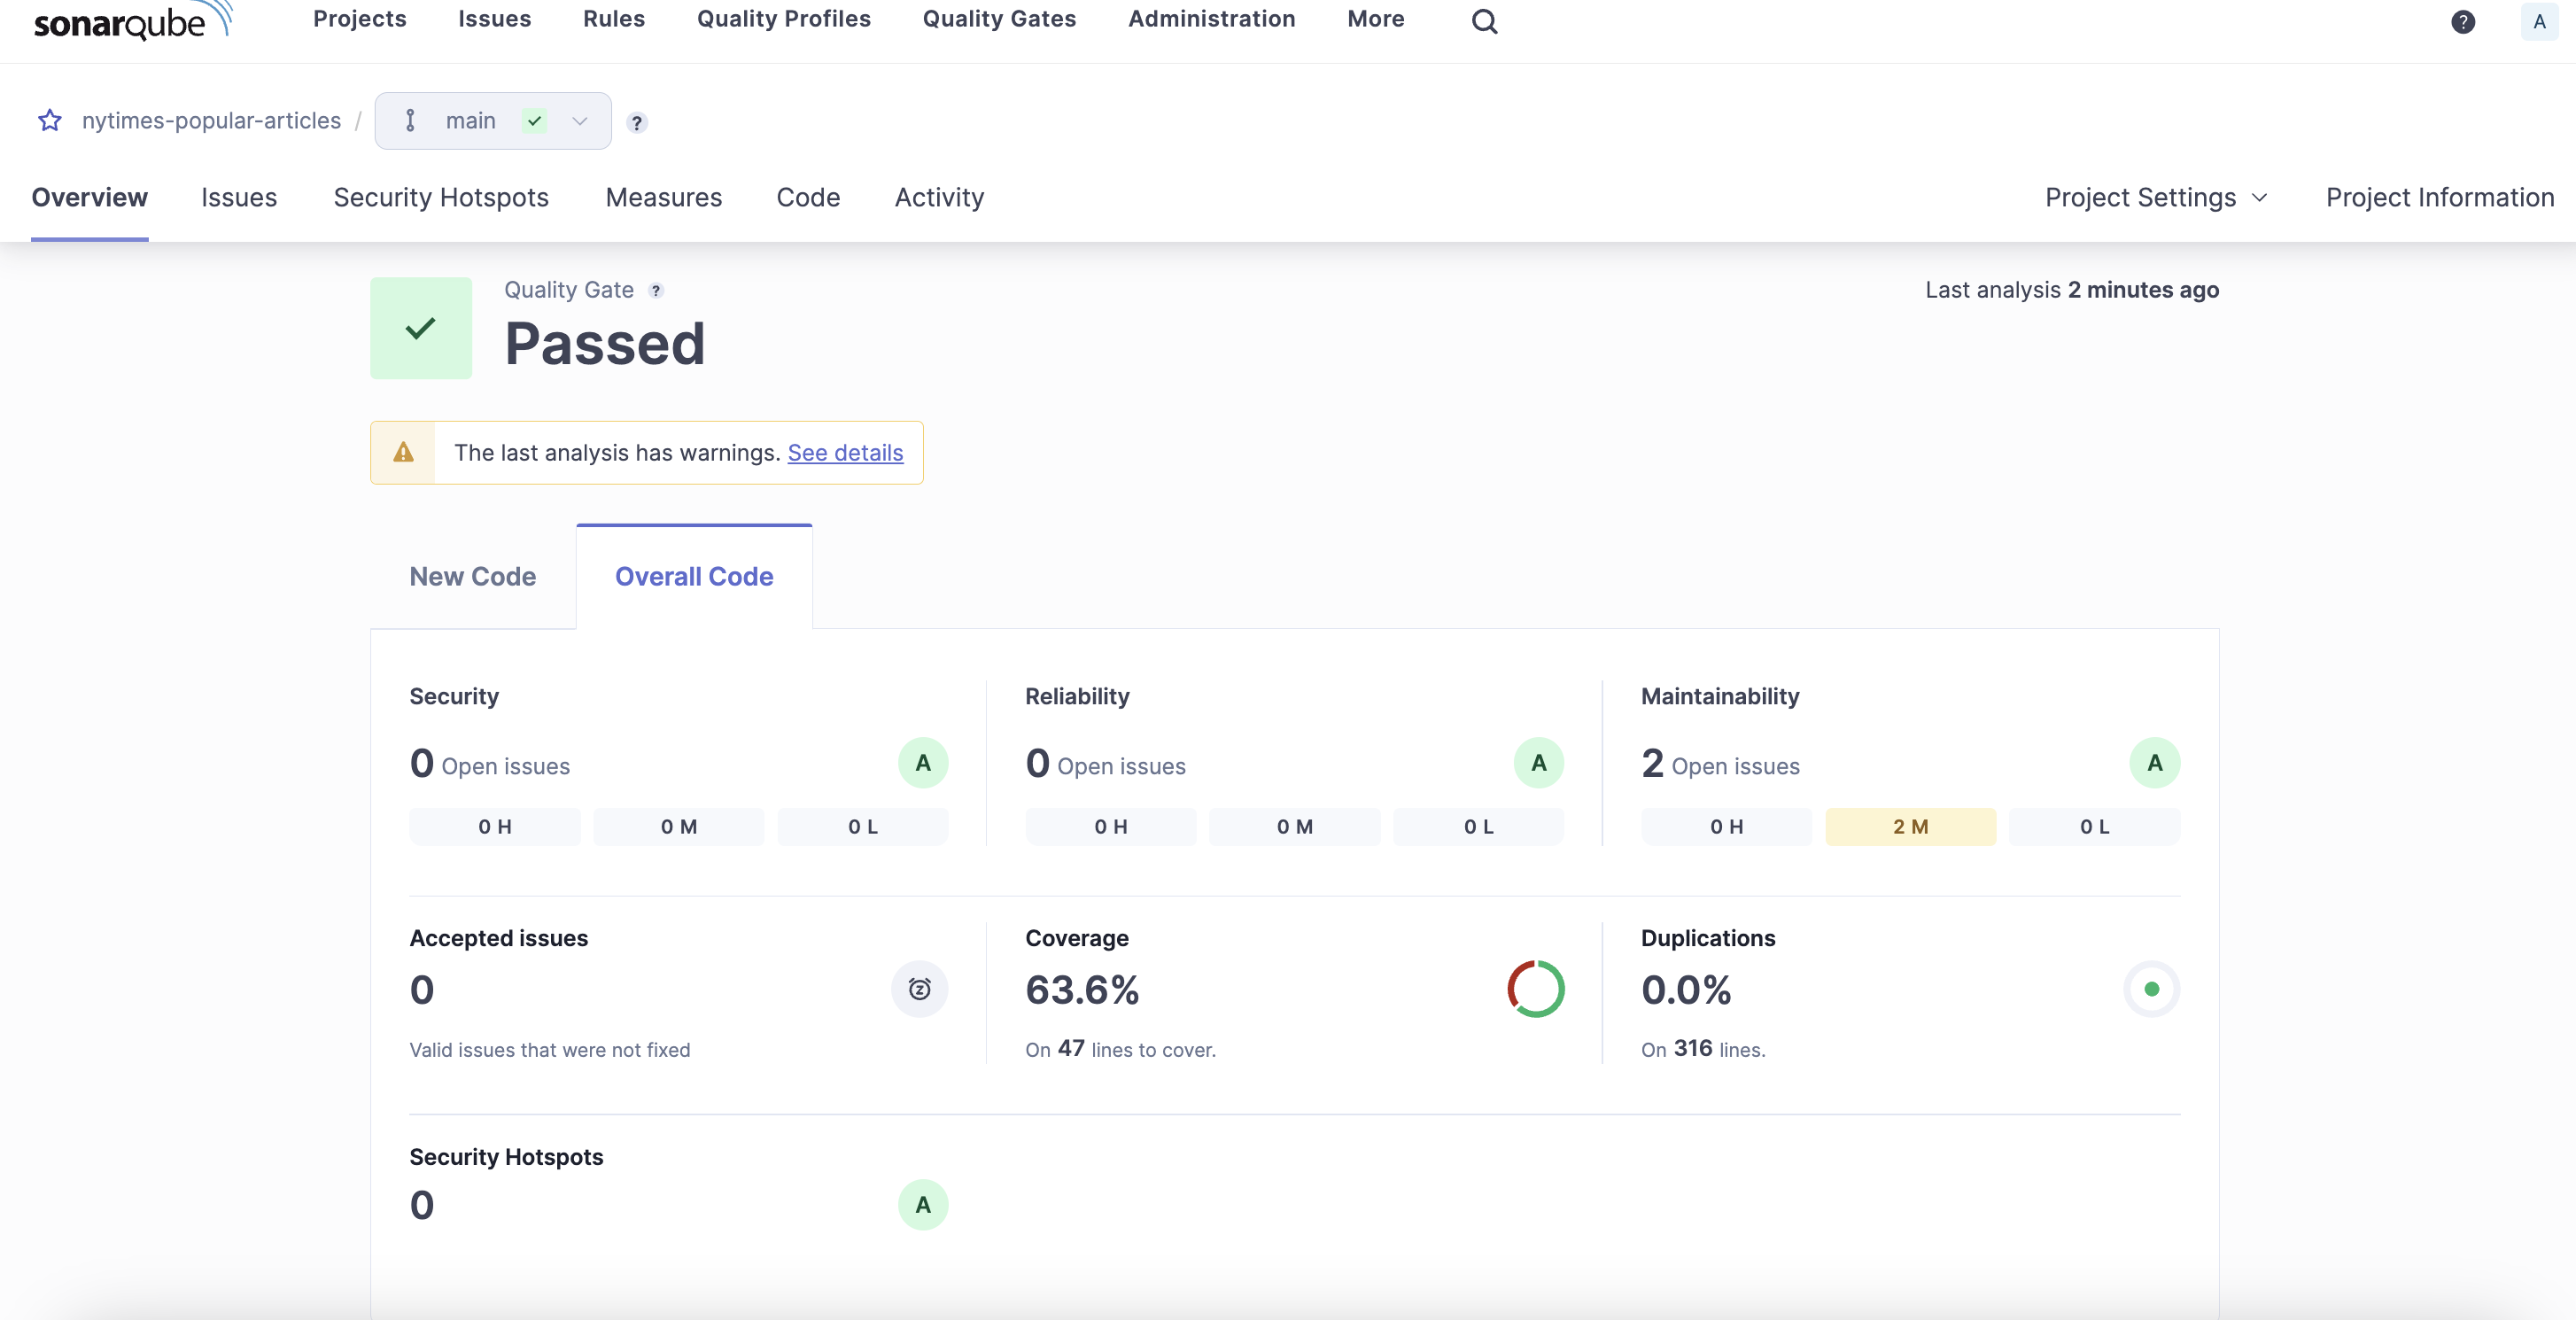 sonarqube Projects Issues Rules Quality Profiles Quality Gates Administration More ? A
nytimes-popular-articles / main ?
Overview Issues Security Hotspots Measures Code Activity Project Settings Project Information
Quality Gate ? Last analysis 2 minutes ago
Passed
The last analysis has warnings. See details
New Code Overall Code
Security Reliability Maintainability
0 Open issues A 0 Open issues A 2 Open issues A
0 H 0 M 0 L 0 H 0 M 0 L 0 H 2 M 0 L
Accepted issues Coverage Duplications
0 z 63.6% 0.0%
Valid issues that were not fixed On 47 lines to cover. On 316 lines.
Security Hotspots
0 A